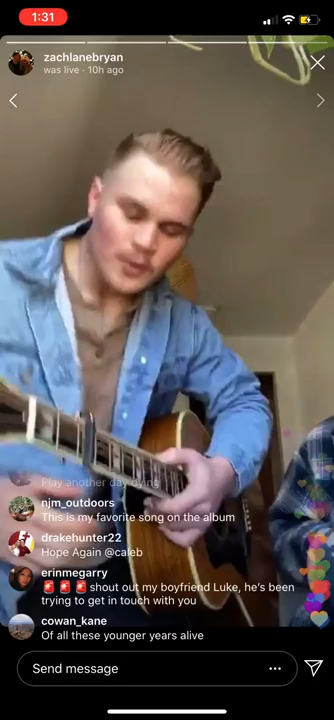 1:31
zachlanebryan
was live · 10h ago
Play another day dying
njm_outdoors
This is my favorite song on the album
drakehunter22
Hope Again @caleb
erinmegarry
🚨 🚨 🚨 shout out my boyfriend Luke, he's been
trying to get in touch with you
cowan_kane
Of all these younger years alive
Send message